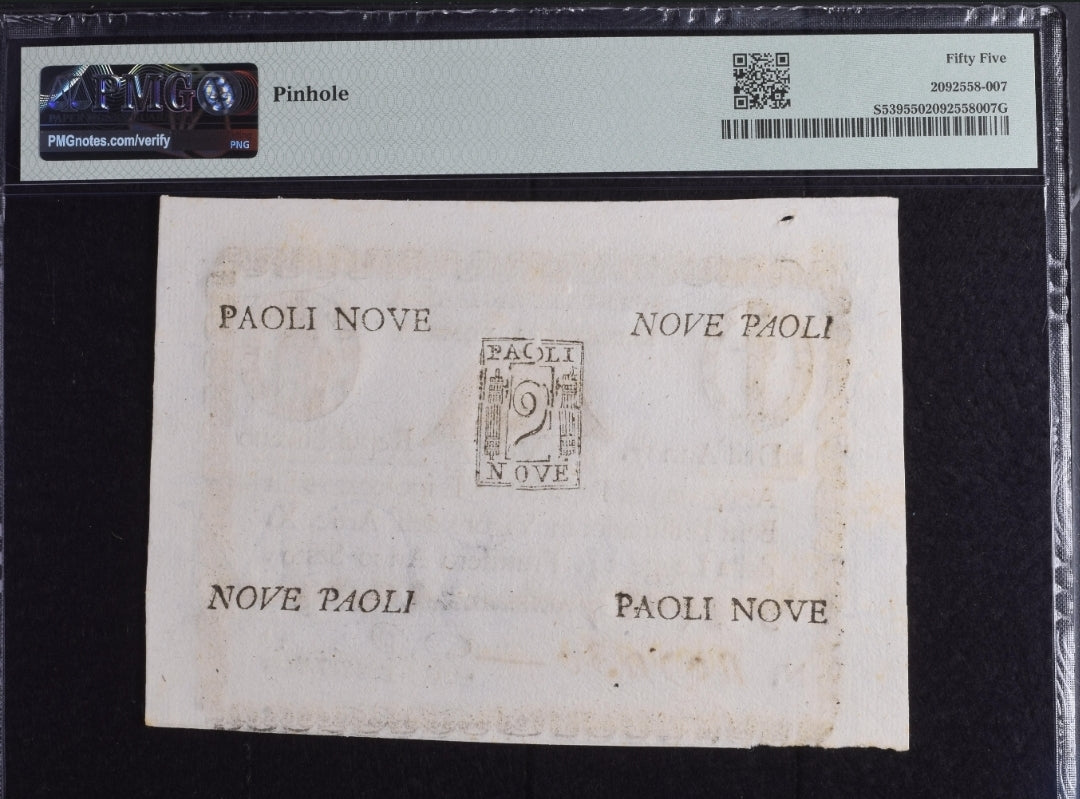 PMG
PMGnotes.com/verify
PNG
Pinhole
Fifty Five
2092558-007
S5395502092558007G
PAOLI NOVE
NOVE PAOLI
PAOLI
9
NOVE
NOVE PAOLI
PAOLI NOVE